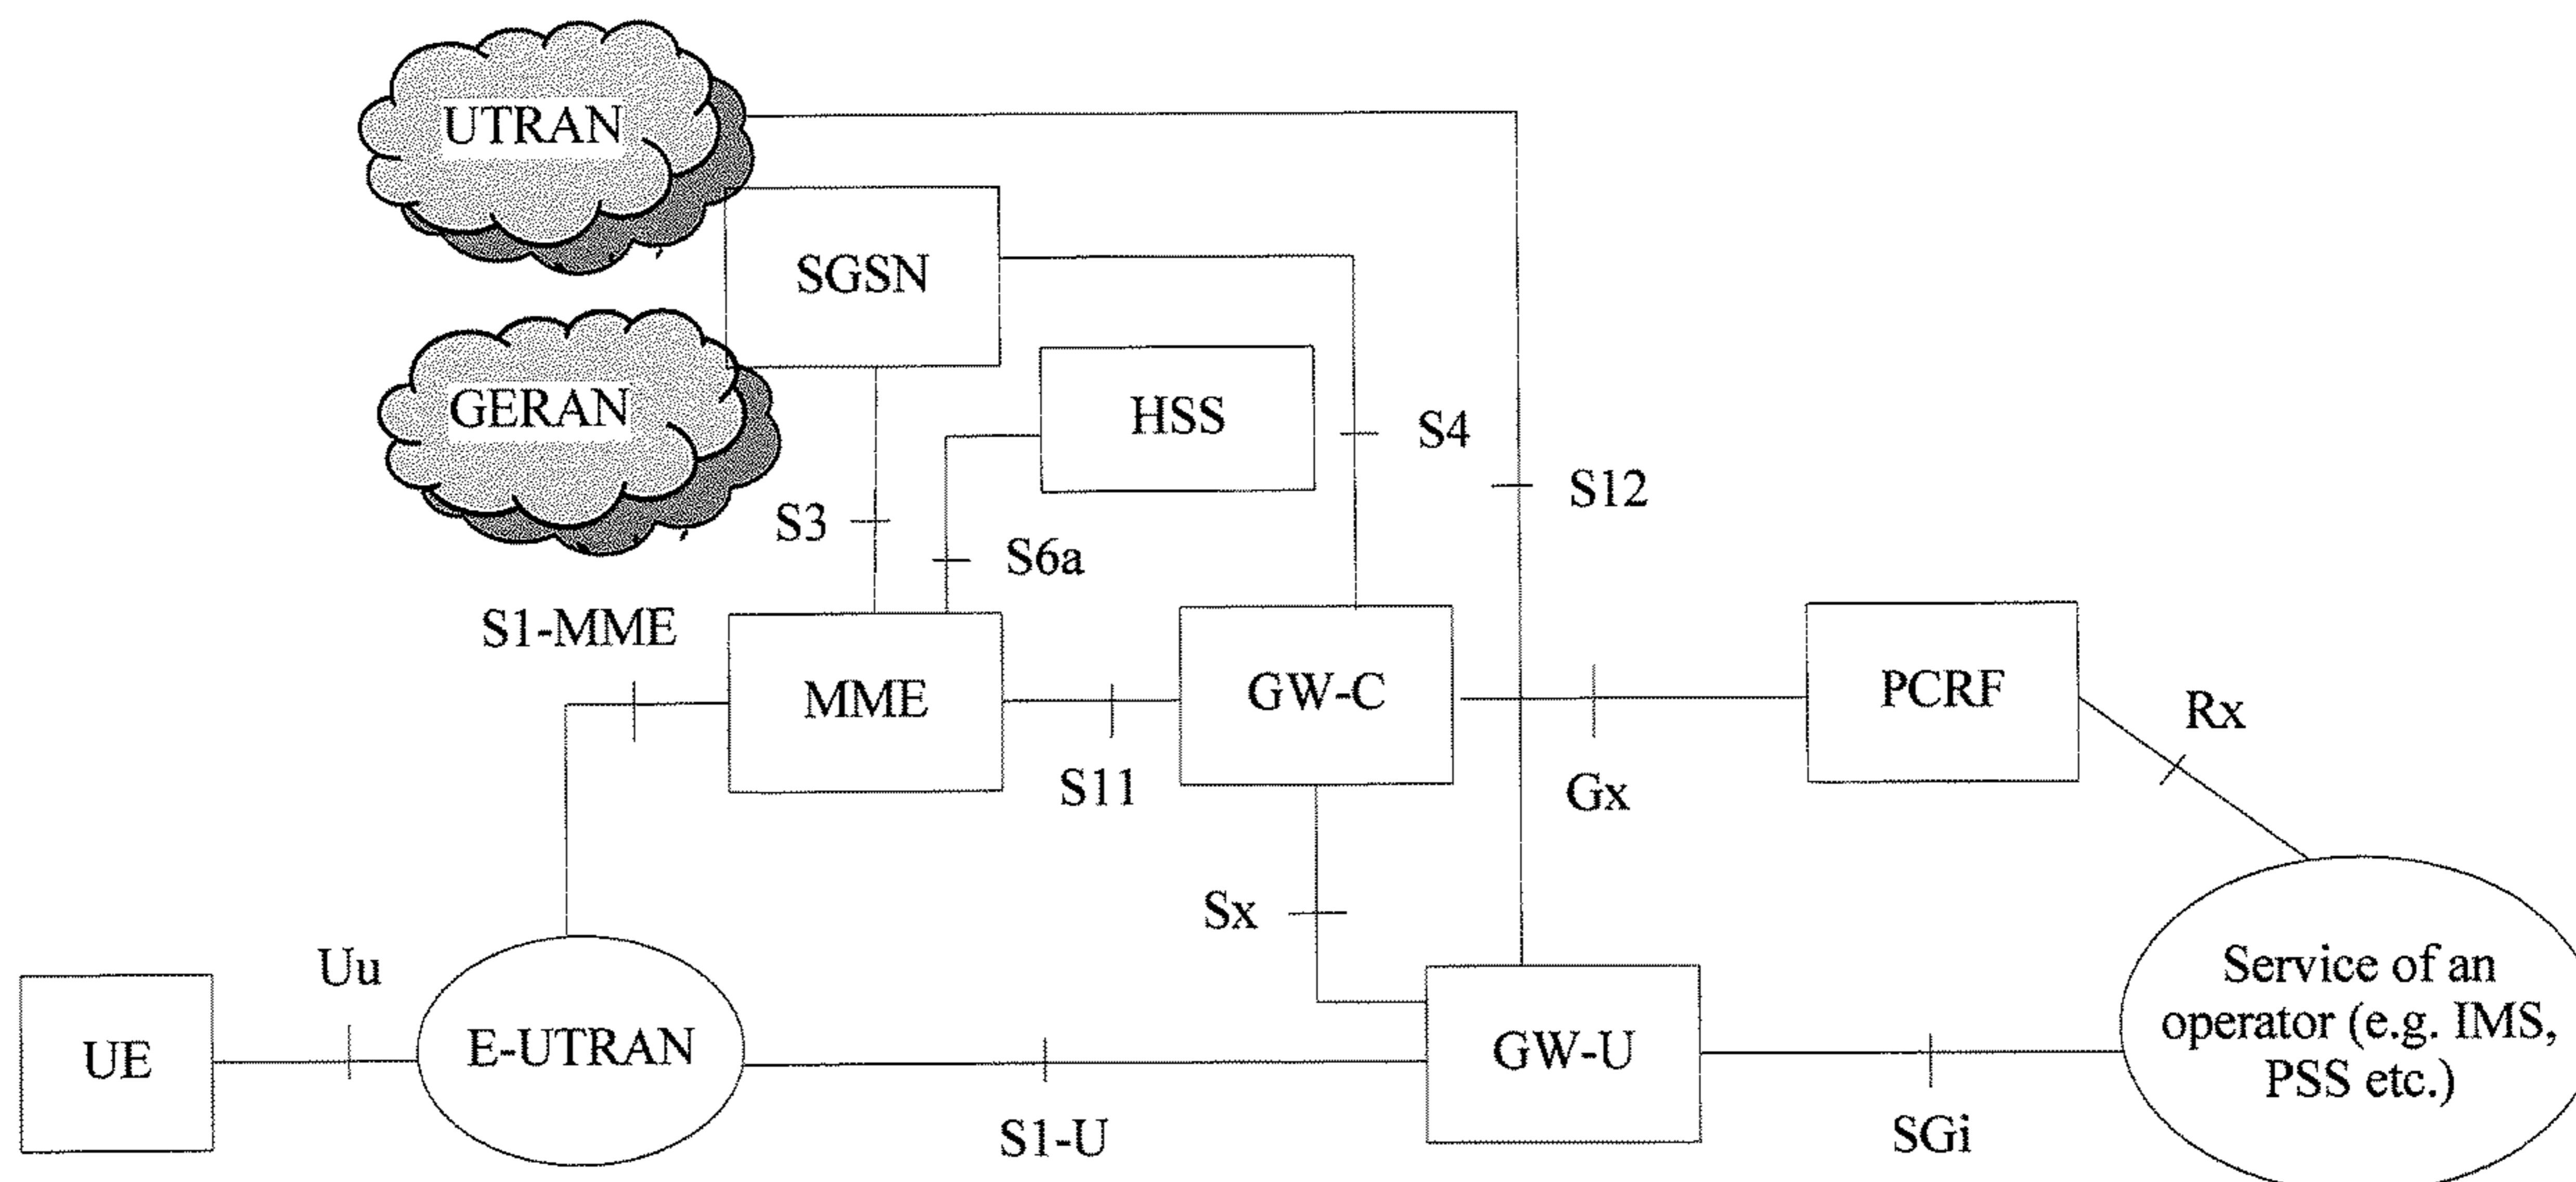 UTRAN
SGSN
GERAN
HSS
S4
S12
S3
S6a
S1-MME
MME
GW-C
PCRF
Rx
S11
Gx
Sx
Uu
UE
E-UTRAN
GW-U
Service of an
operator (e.g. IMS,
PSS etc.)
S1-U
SGi